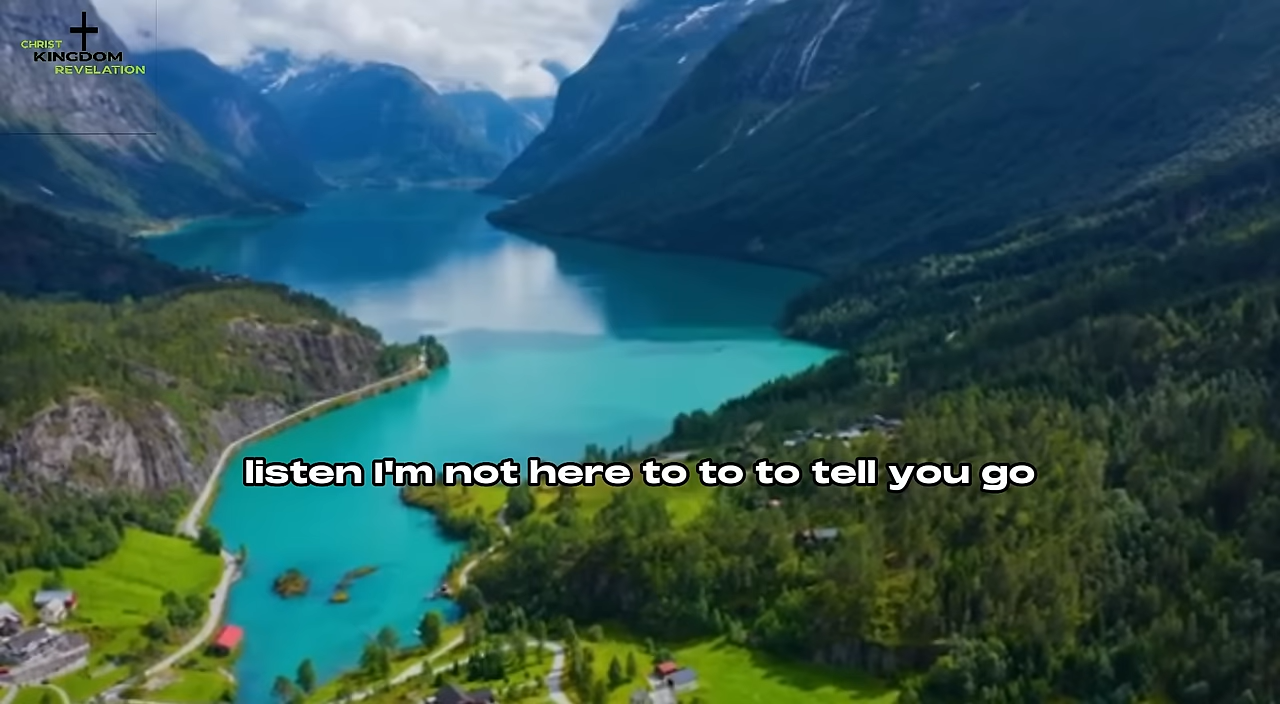 CHRIST
KINGDOM
REVELATION
listen I'm not here to to to tell you go